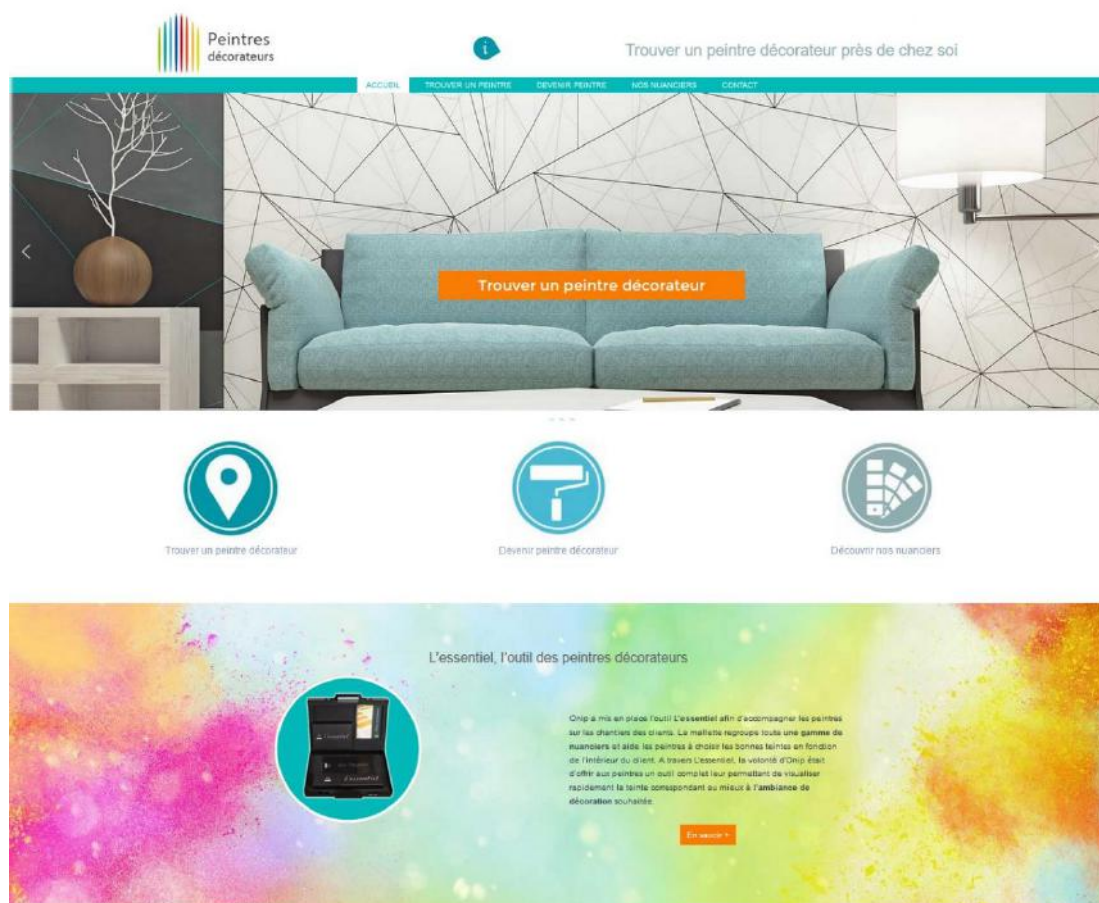 Peintres
décorateurs
i
Trouver un peintre décorateur près de chez soi
ACCUEIL TROUVER UN PEINTRE DEVENIR PEINTRE NOS NUANCIERS CONTACT
Trouver un peintre décorateur
Trouver un peintre décorateur
Devenir peintre décorateur
Découvrir nos nuanciers
L'essentiel, l'outil des peintres décorateurs
L'essentiel
L'essentiel
Onip a mis en place l'outil L'essentiel afin d'accompagner les peintres
sur les chantiers des clients. La mallette regroupe toute une gamme de
nuanciers et aide les peintres à choisir les bonnes teintes en fonction
de l'intérieur du client. A travers L'essentiel, la volonté d'Onip était
d'offrir aux peintres un outil complet leur permettant de visualiser
rapidement la teinte correspondant au mieux à l'ambiance de
décoration souhaitée.
En savoir >